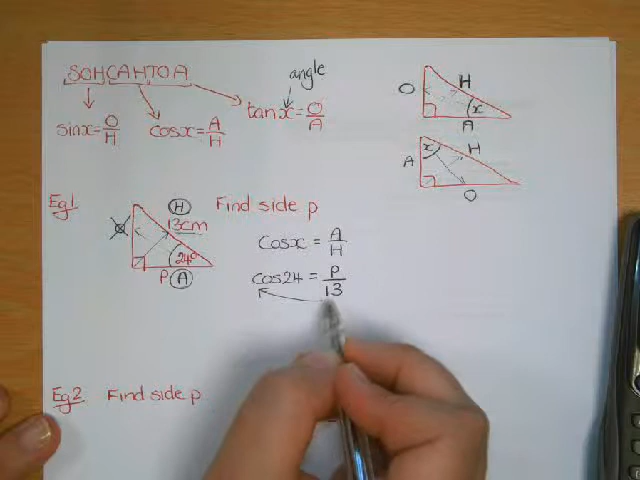 SOHCAHTOA
angle
sinx = O/H
cosx = A/H
tanx = O/A
O
H
x
A
x
A
H
O
Eg1
Find side p
H
13cm
O
24°
P A
Cosx = A/H
Cos24 = P/13
Eg2 Find side p